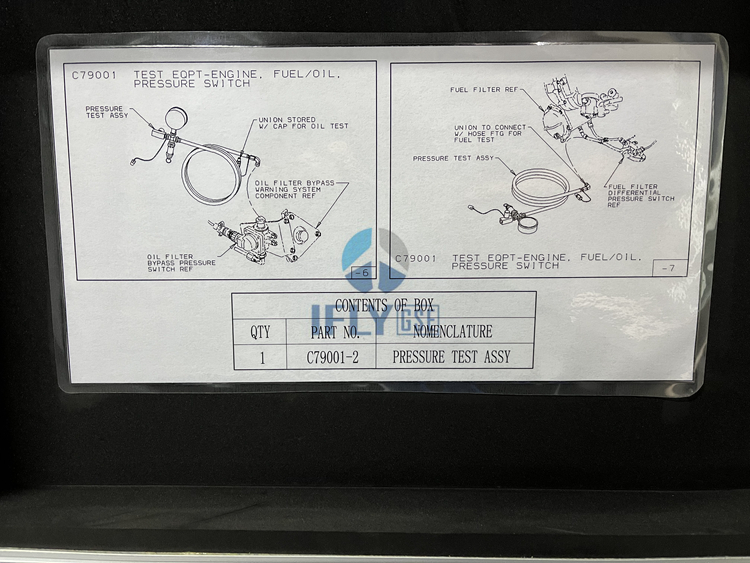 C79001 TEST EQPT-ENGINE, FUEL/OIL,
PRESSURE SWITCH
PRESSURE
TEST ASSY
UNION STORED
W/ CAP FOR OIL TEST
OIL FILTER BYPASS
WARNING SYSTEM
COMPONENT REF
OIL FILTER
BYPASS PRESSURE
SWITCH REF
-6
FUEL FILTER REF
UNION TO CONNECT
W/ HOSE FTG FOR
FUEL TEST
PRESSURE TEST ASSY
FUEL FILTER
DIFFERENTIAL
PRESSURE SWITCH
REF
C79001 TEST EQPT-ENGINE, FUEL/OIL,
PRESSURE SWITCH
-7
IFLY GSE
CONTENTS OF BOX
QTY PART NO. NOMENCLATURE
1 C79001-2 PRESSURE TEST ASSY